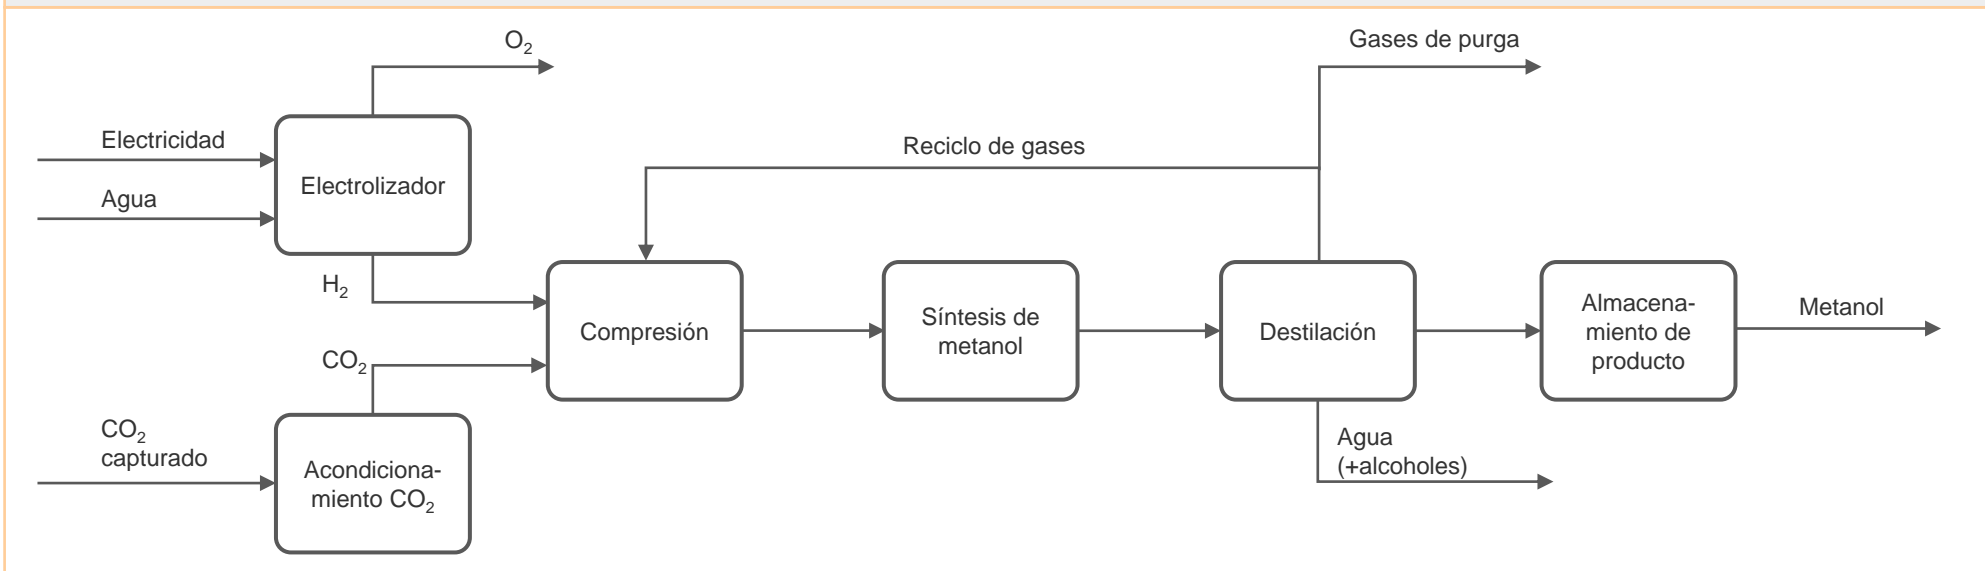 O₂
Gases de purga
Electricidad
Reciclo de gases
Electrolizador
Agua
H₂
Compresión
Síntesis de
metanol
Destilación
Almacena-
miento de
producto
Metanol
CO₂
CO₂
capturado
Agua
(+alcoholes)
Acondiciona-
miento CO₂